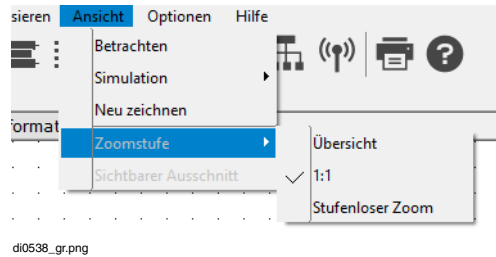 sieren Ansicht Optionen Hilfe
Betrachten
Simulation
Neu zeichnen
format
Zoomstufe
Übersicht
Sichtbarer Ausschnitt
1:1
Stufenloser Zoom
di0538_gr.png